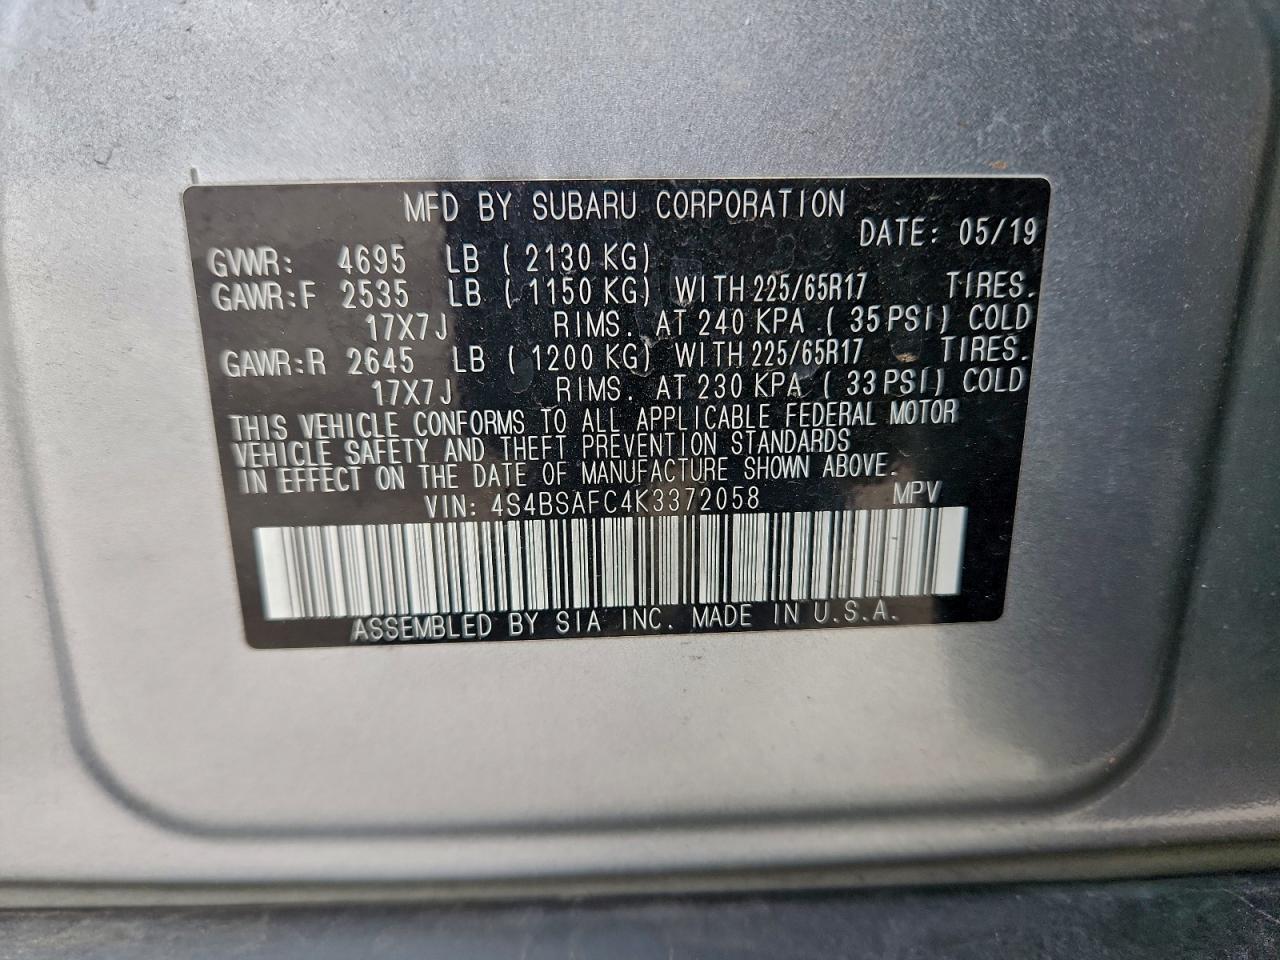 MFD BY SUBARU CORPORATION
DATE: 05/19
GVWR: 4695 LB ( 2130 KG)
GAWR:F 2535 LB ( 1150 KG) WITH 225/65R17 TIRES.
17X7J RIMS. AT 240 KPA ( 35 PSI) COLD
GAWR:R 2645 LB ( 1200 KG) WITH 225/65R17 TIRES.
17X7J RIMS. AT 230 KPA ( 33 PSI) COLD
THIS VEHICLE CONFORMS TO ALL APPLICABLE FEDERAL MOTOR
VEHICLE SAFETY AND THEFT PREVENTION STANDARDS
IN EFFECT ON THE DATE OF MANUFACTURE SHOWN ABOVE.
VIN: 4S4BSAFC4K3372058 MPV
ASSEMBLED BY SIA INC. MADE IN U.S.A.